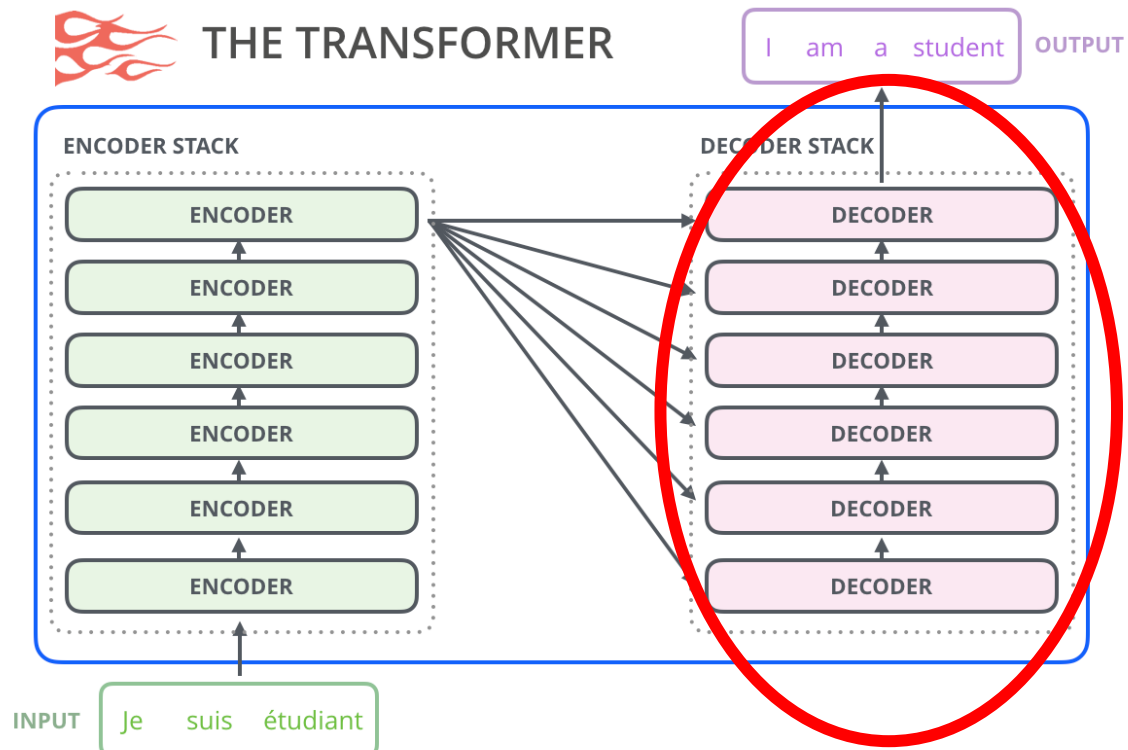 THE TRANSFORMER
I am a student
OUTPUT
ENCODER STACK
ENCODER
ENCODER
ENCODER
ENCODER
ENCODER
ENCODER
DECODER STACK
DECODER
DECODER
DECODER
DECODER
DECODER
DECODER
INPUT
Je suis étudiant